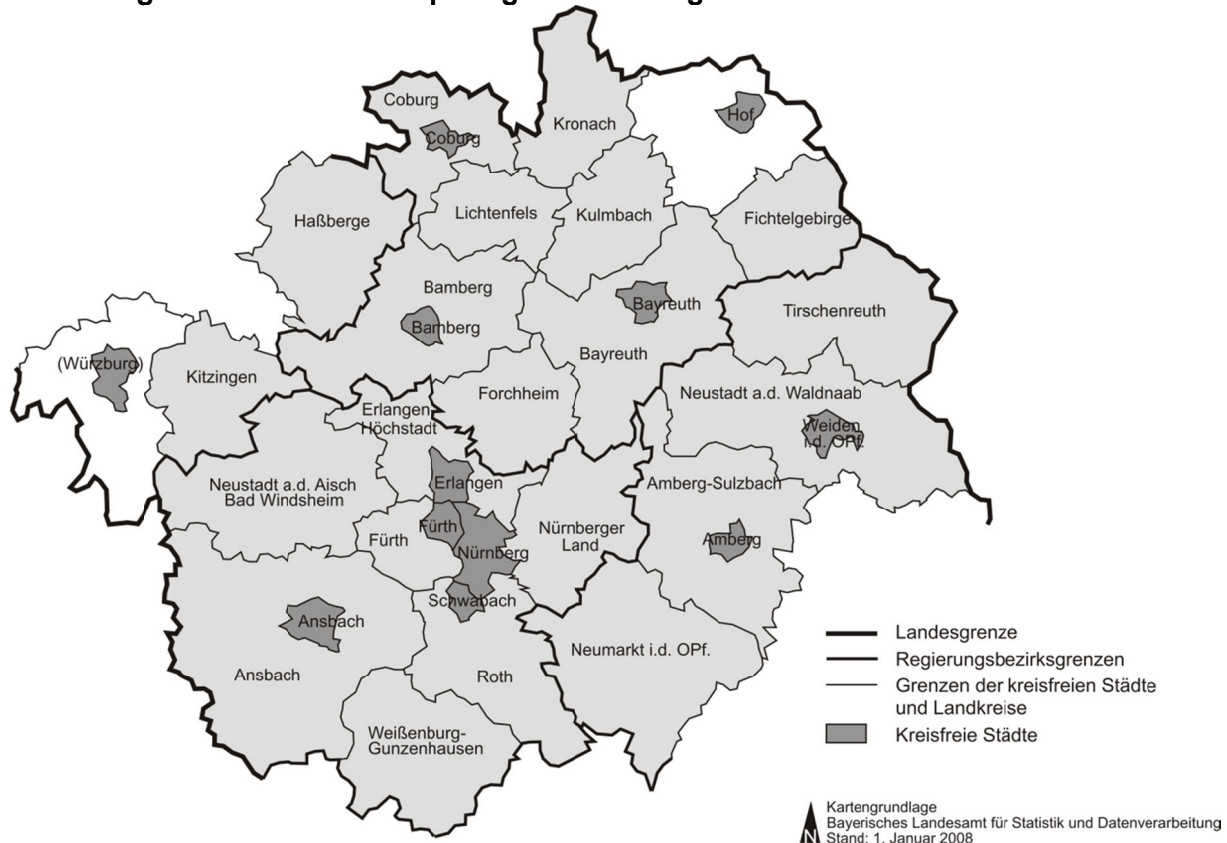 Coburg
Kronach
Hof
Coburg
Haßberge
Lichtenfels
Kulmbach
Fichtelgebirge
Bamberg
Bayreuth
Tirschenreuth
Bamberg
Bayreuth
(Würzburg)
Kitzingen
Forchheim
Neustadt a.d. Waldnaab
Erlangen
Höchstadt
Weiden
i.d. OPf.
Neustadt a.d. Aisch
Bad Windsheim
Erlangen
Amberg-Sulzbach
Fürth
Fürth
Nürnberg
Nürnberger
Land
Amberg
Schwabach
Ansbach
Neumarkt i.d. OPf.
Ansbach
Roth
Weißenburg-
Gunzenhausen
Landesgrenze
Regierungsbezirksgrenzen
Grenzen der kreisfreien Städte
und Landkreise
Kreisfreie Städte
N
Kartengrundlage
Bayerisches Landesamt für Statistik und Datenverarbeitung
Stand: 1. Januar 2008